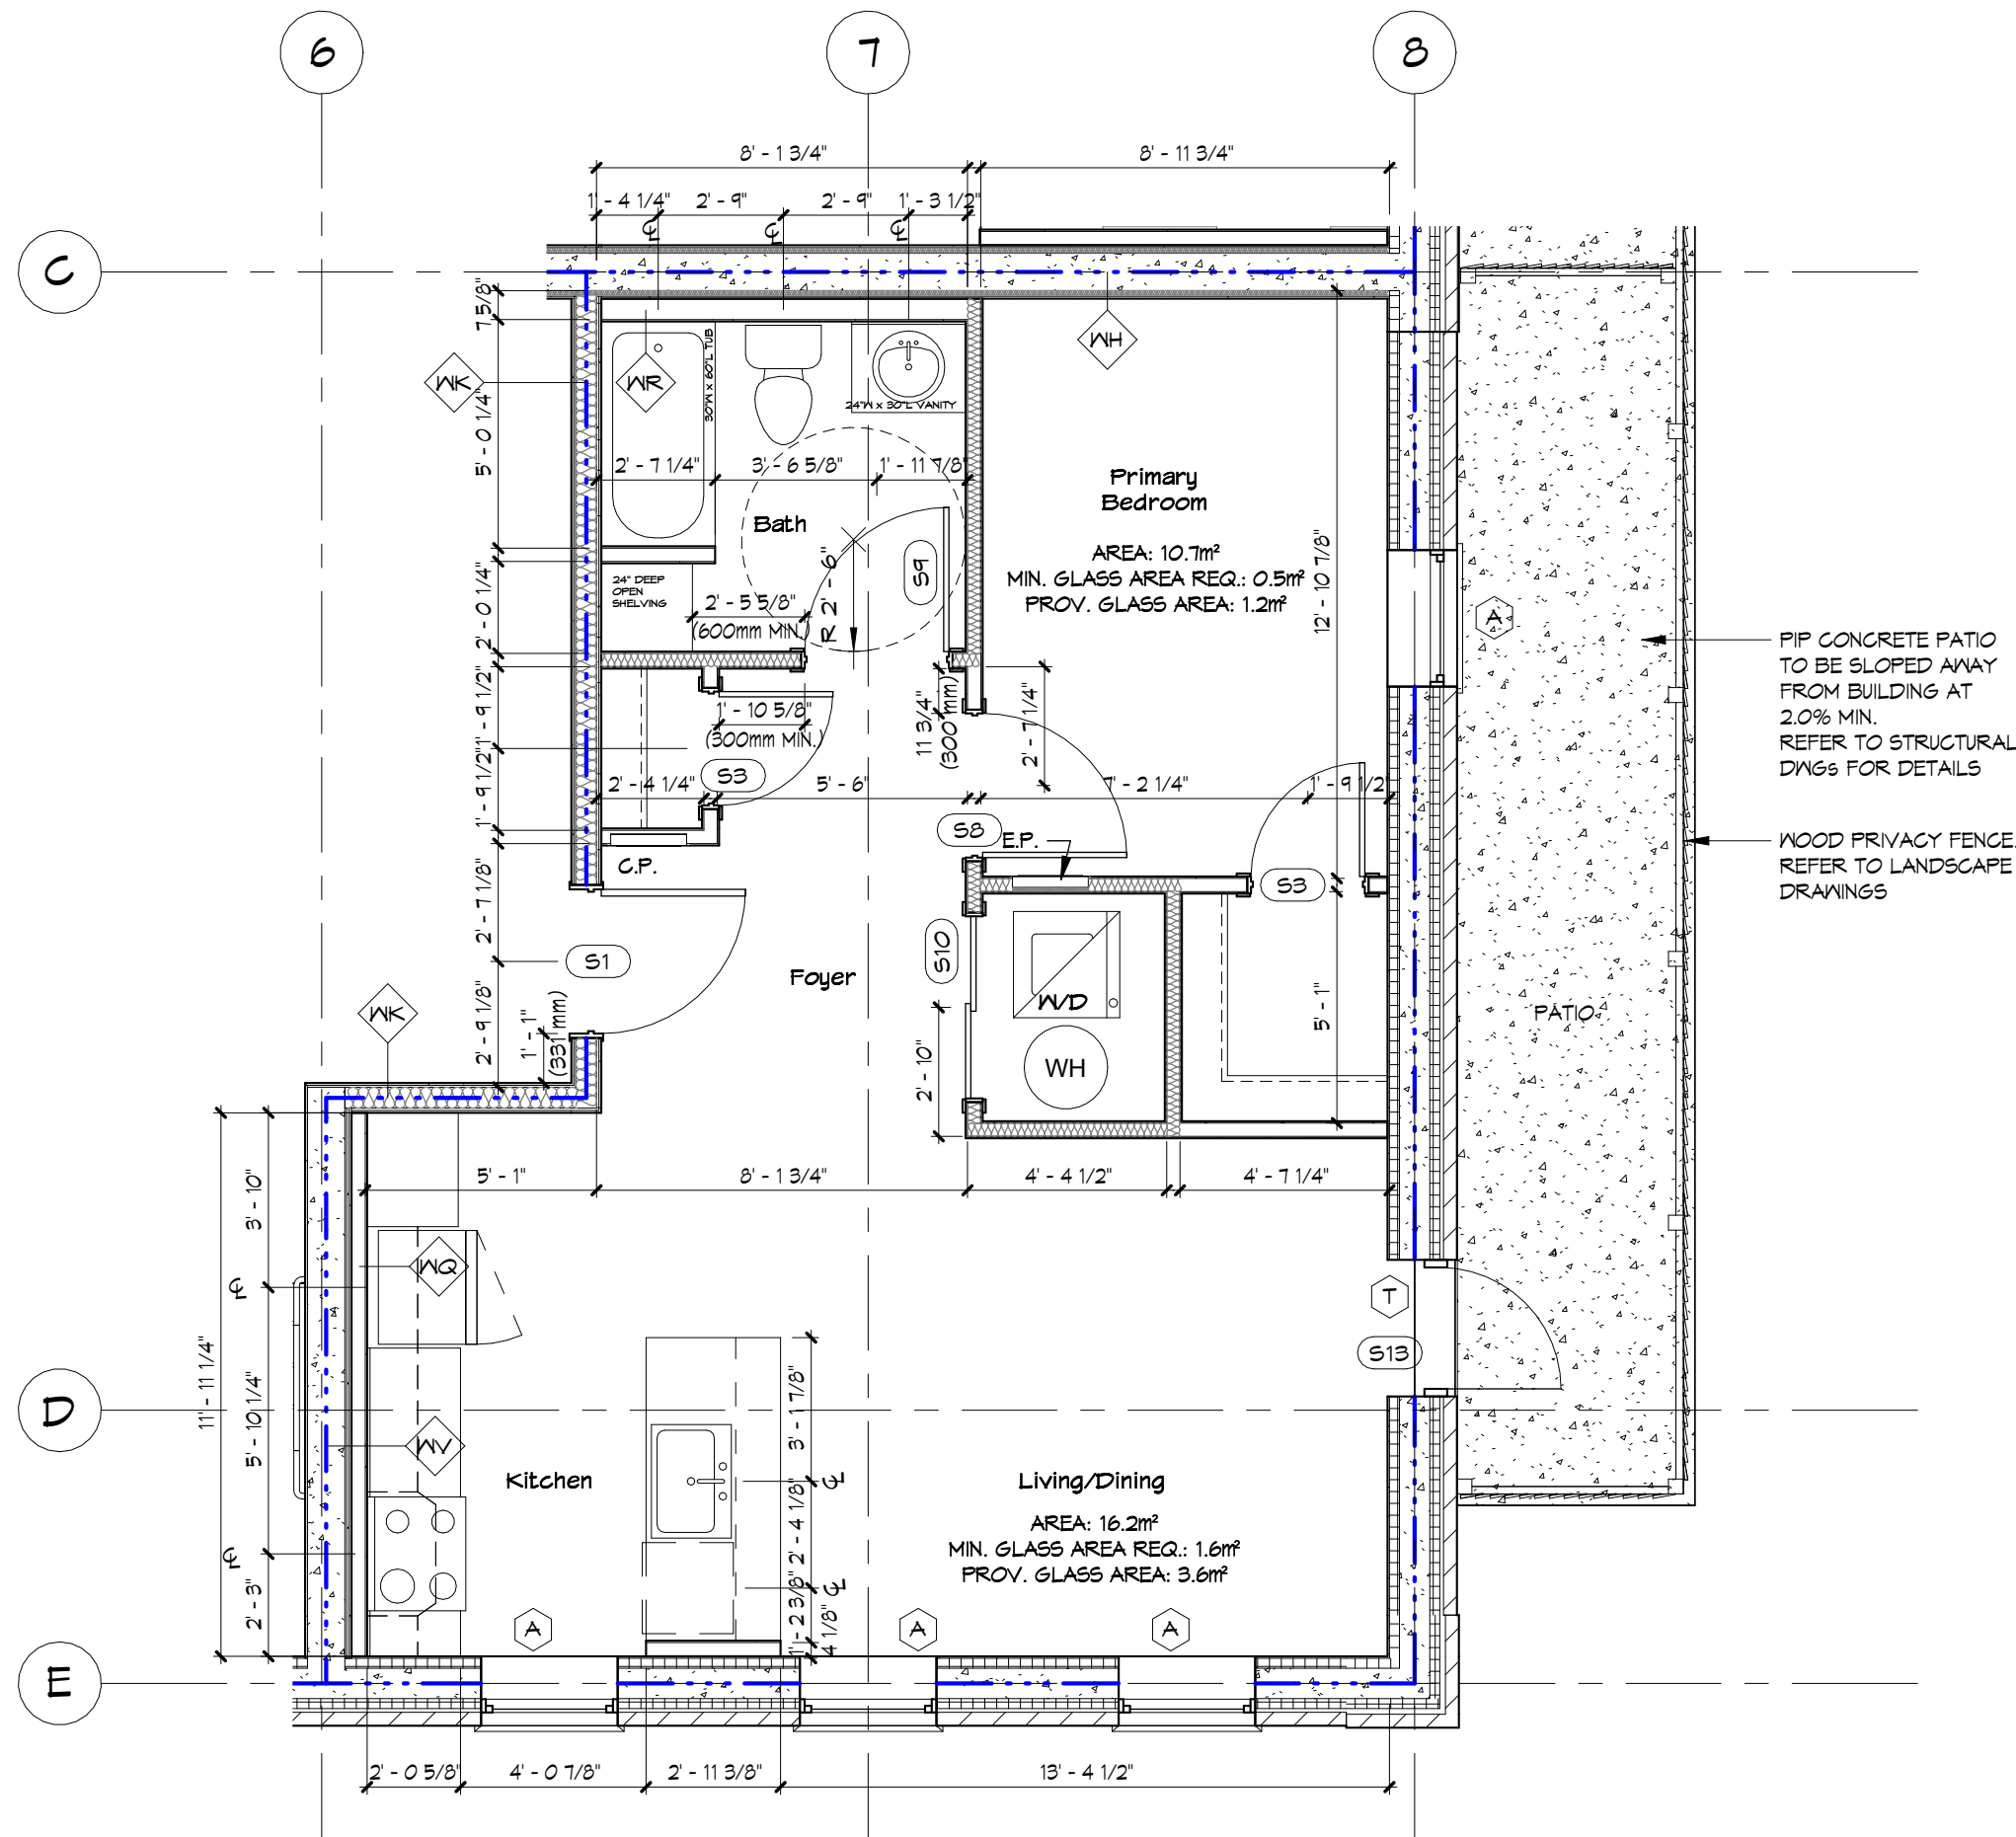 6
7
8
8' - 1 3/4"
8' - 11 3/4"
1' - 4 1/4"
2' - 9"
2' - 9"
1' - 3 1/2"
℄
℄
℄
C
7 5/8"
WK
WR
30"W x 60"L TUB
24"W x 30"L VANITY
WH
5' - 0 1/4"
2' - 7 1/4"
3' - 6 5/8"
1' - 11 7/8"
Bath
Primary
Bedroom
AREA: 10.7m²
MIN. GLASS AREA REQ.: 0.5m²
PROV. GLASS AREA: 1.2m²
12' - 10 7/8"
S9
R 2' - 6"
24" DEEP
OPEN
SHELVING
2' - 5 5/8"
(600mm MIN.)
2' - 0 1/4"
A
PIP CONCRETE PATIO
TO BE SLOPED AWAY
FROM BUILDING AT
2.0% MIN.
REFER TO STRUCTURAL
DWGs FOR DETAILS
1' - 9 1/2"
1' - 9 1/2"
1' - 10 5/8"
(300mm MIN.)
11 3/4"
(300 mm)
2' - 7 1/4"
S3
2' - 4 1/4"
5' - 6"
7' - 2 1/4"
1' - 9 1/2"
S8
E.P.
C.P.
S3
WOOD PRIVACY FENCE.
REFER TO LANDSCAPE
DRAWINGS
2' - 7 1/8"
S1
S10
Foyer
W/D
WH
5' - 1"
PATIO
WK
2' - 9 1/8"
1' - 1"
(331 mm)
2' - 10"
5' - 1"
8' - 1 3/4"
4' - 4 1/2"
4' - 7 1/4"
3' - 10"
WQ
℄
T
S13
11' - 11 1/4"
5' - 10 1/4"
D
WV
3' - 1 7/8"
Kitchen
℄
Living/Dining
AREA: 16.2m²
MIN. GLASS AREA REQ.: 1.6m²
PROV. GLASS AREA: 3.6m²
2' - 4 1/8"
℄
℄
2' - 3"
1' - 2 3/8"
4 1/8"
A
A
A
E
2' - 0 5/8"
4' - 0 7/8"
2' - 11 3/8"
13' - 4 1/2"